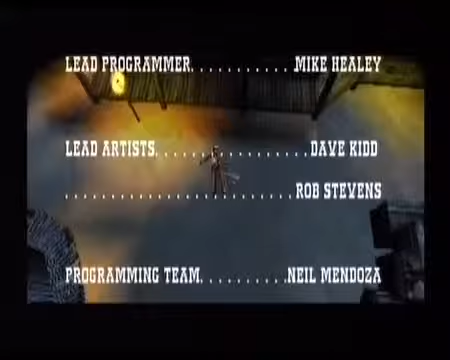 LEAD PROGRAMMER. . . . . . . . . . . .MIKE HEALEY
LEAD ARTISTS. . . . . . . . . . . . . . . . . .DAVE KIDD
. . . . . . . . . . . . . . . . . . . . . . . . . . .ROB STEVENS
PROGRAMMING TEAM. . . . . . . . . .NEIL MENDOZA